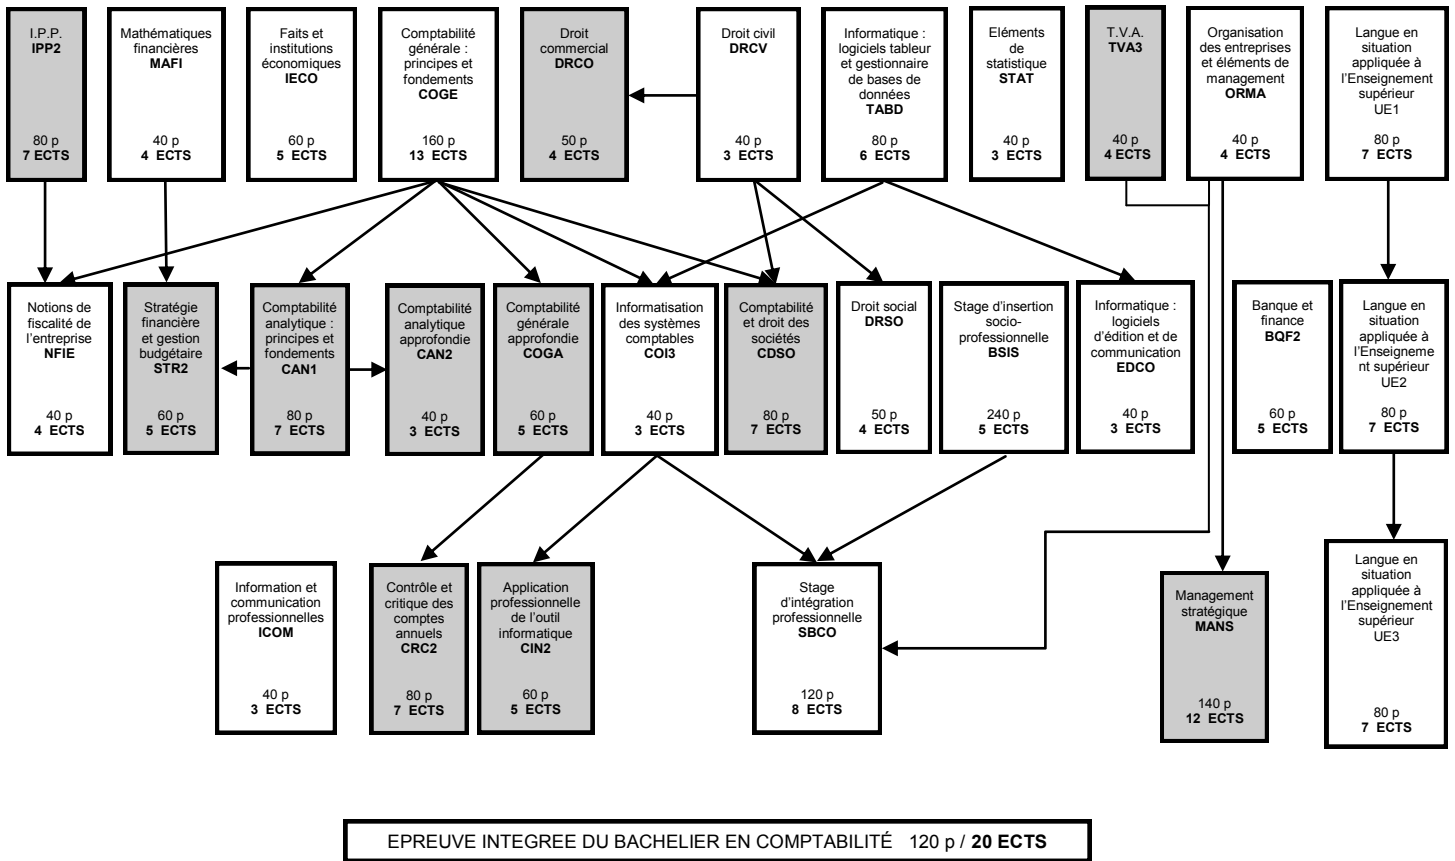 I.P.P.
IPP2
80 p
7 ECTS
Mathématiques
financières
MAFI
40 p
4 ECTS
Faits et
institutions
économiques
IECO
60 p
5 ECTS
Comptabilité
générale :
principes et
fondements
COGE
160 p
13 ECTS
Droit
commercial
DRCO
50 p
4 ECTS
Droit civil
DRCV
40 p
3 ECTS
Informatique :
logiciels tableur
et gestionnaire
de bases de
données
TABD
80 p
6 ECTS
Eléments
de
statistique
STAT
40 p
3 ECTS
T.V.A.
TVA3
40 p
4 ECTS
Organisation
des entreprises
et éléments de
management
ORMA
40 p
4 ECTS
Langue en
situation
appliquée à
l’Enseignement
supérieur
UE1
80 p
7 ECTS
Notions de
fiscalité de
l’entreprise
NFIE
40 p
4 ECTS
Stratégie
financière
et gestion
budgétaire
STR2
60 p
5 ECTS
Comptabilité
analytique :
principes et
fondements
CAN1
80 p
7 ECTS
Comptabilité
analytique
approfondie
CAN2
40 p
3 ECTS
Comptabilité
générale
approfondie
COGA
60 p
5 ECTS
Informatisation
des systèmes
comptables
COI3
40 p
3 ECTS
Comptabilité
et droit des
sociétés
CDSO
80 p
7 ECTS
Droit social
DRSO
50 p
4 ECTS
Stage d’insertion
socio-
professionnelle
BSIS
240 p
5 ECTS
Informatique :
logiciels
d’édition et de
communication
EDCO
40 p
3 ECTS
Banque et
finance
BQF2
60 p
5 ECTS
Langue en
situation
appliquée à
l’Enseigneme
nt supérieur
UE2
80 p
7 ECTS
Information et
communication
professionnelles
ICOM
40 p
3 ECTS
Contrôle et
critique des
comptes
annuels
CRC2
80 p
7 ECTS
Application
professionnelle
de l’outil
informatique
CIN2
60 p
5 ECTS
Stage
d’intégration
professionnelle
SBCO
120 p
8 ECTS
Management
stratégique
MANS
140 p
12 ECTS
Langue en
situation
appliquée à
l’Enseignement
supérieur
UE3
80 p
7 ECTS
EPREUVE INTEGREE DU BACHELIER EN COMPTABILITÉ 120 p / 20 ECTS